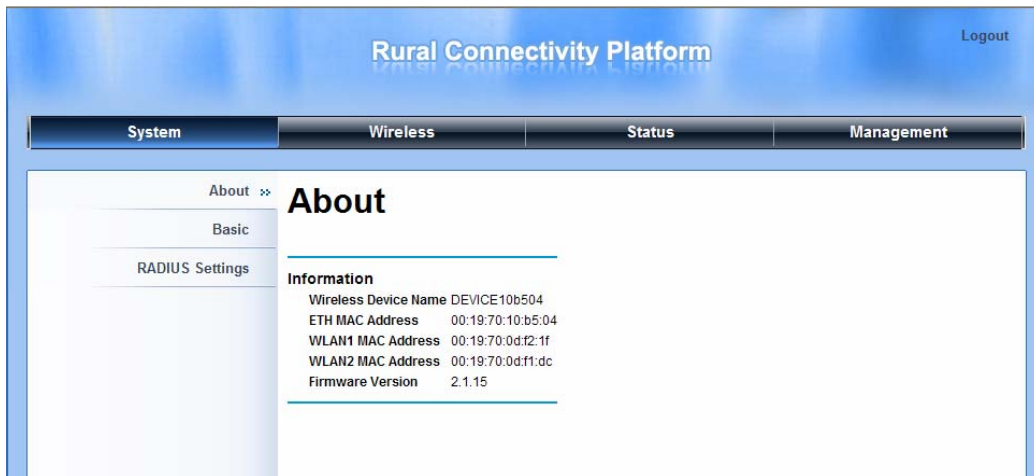 Rural Connectivity Platform
Logout
System Wireless Status Management
About
Basic
RADIUS Settings
About
Information
Wireless Device Name DEVICE10b504
ETH MAC Address 00:19:70:10:b5:04
WLAN1 MAC Address 00:19:70:0d:f2:1f
WLAN2 MAC Address 00:19:70:0d:f1:dc
Firmware Version 2.1.15